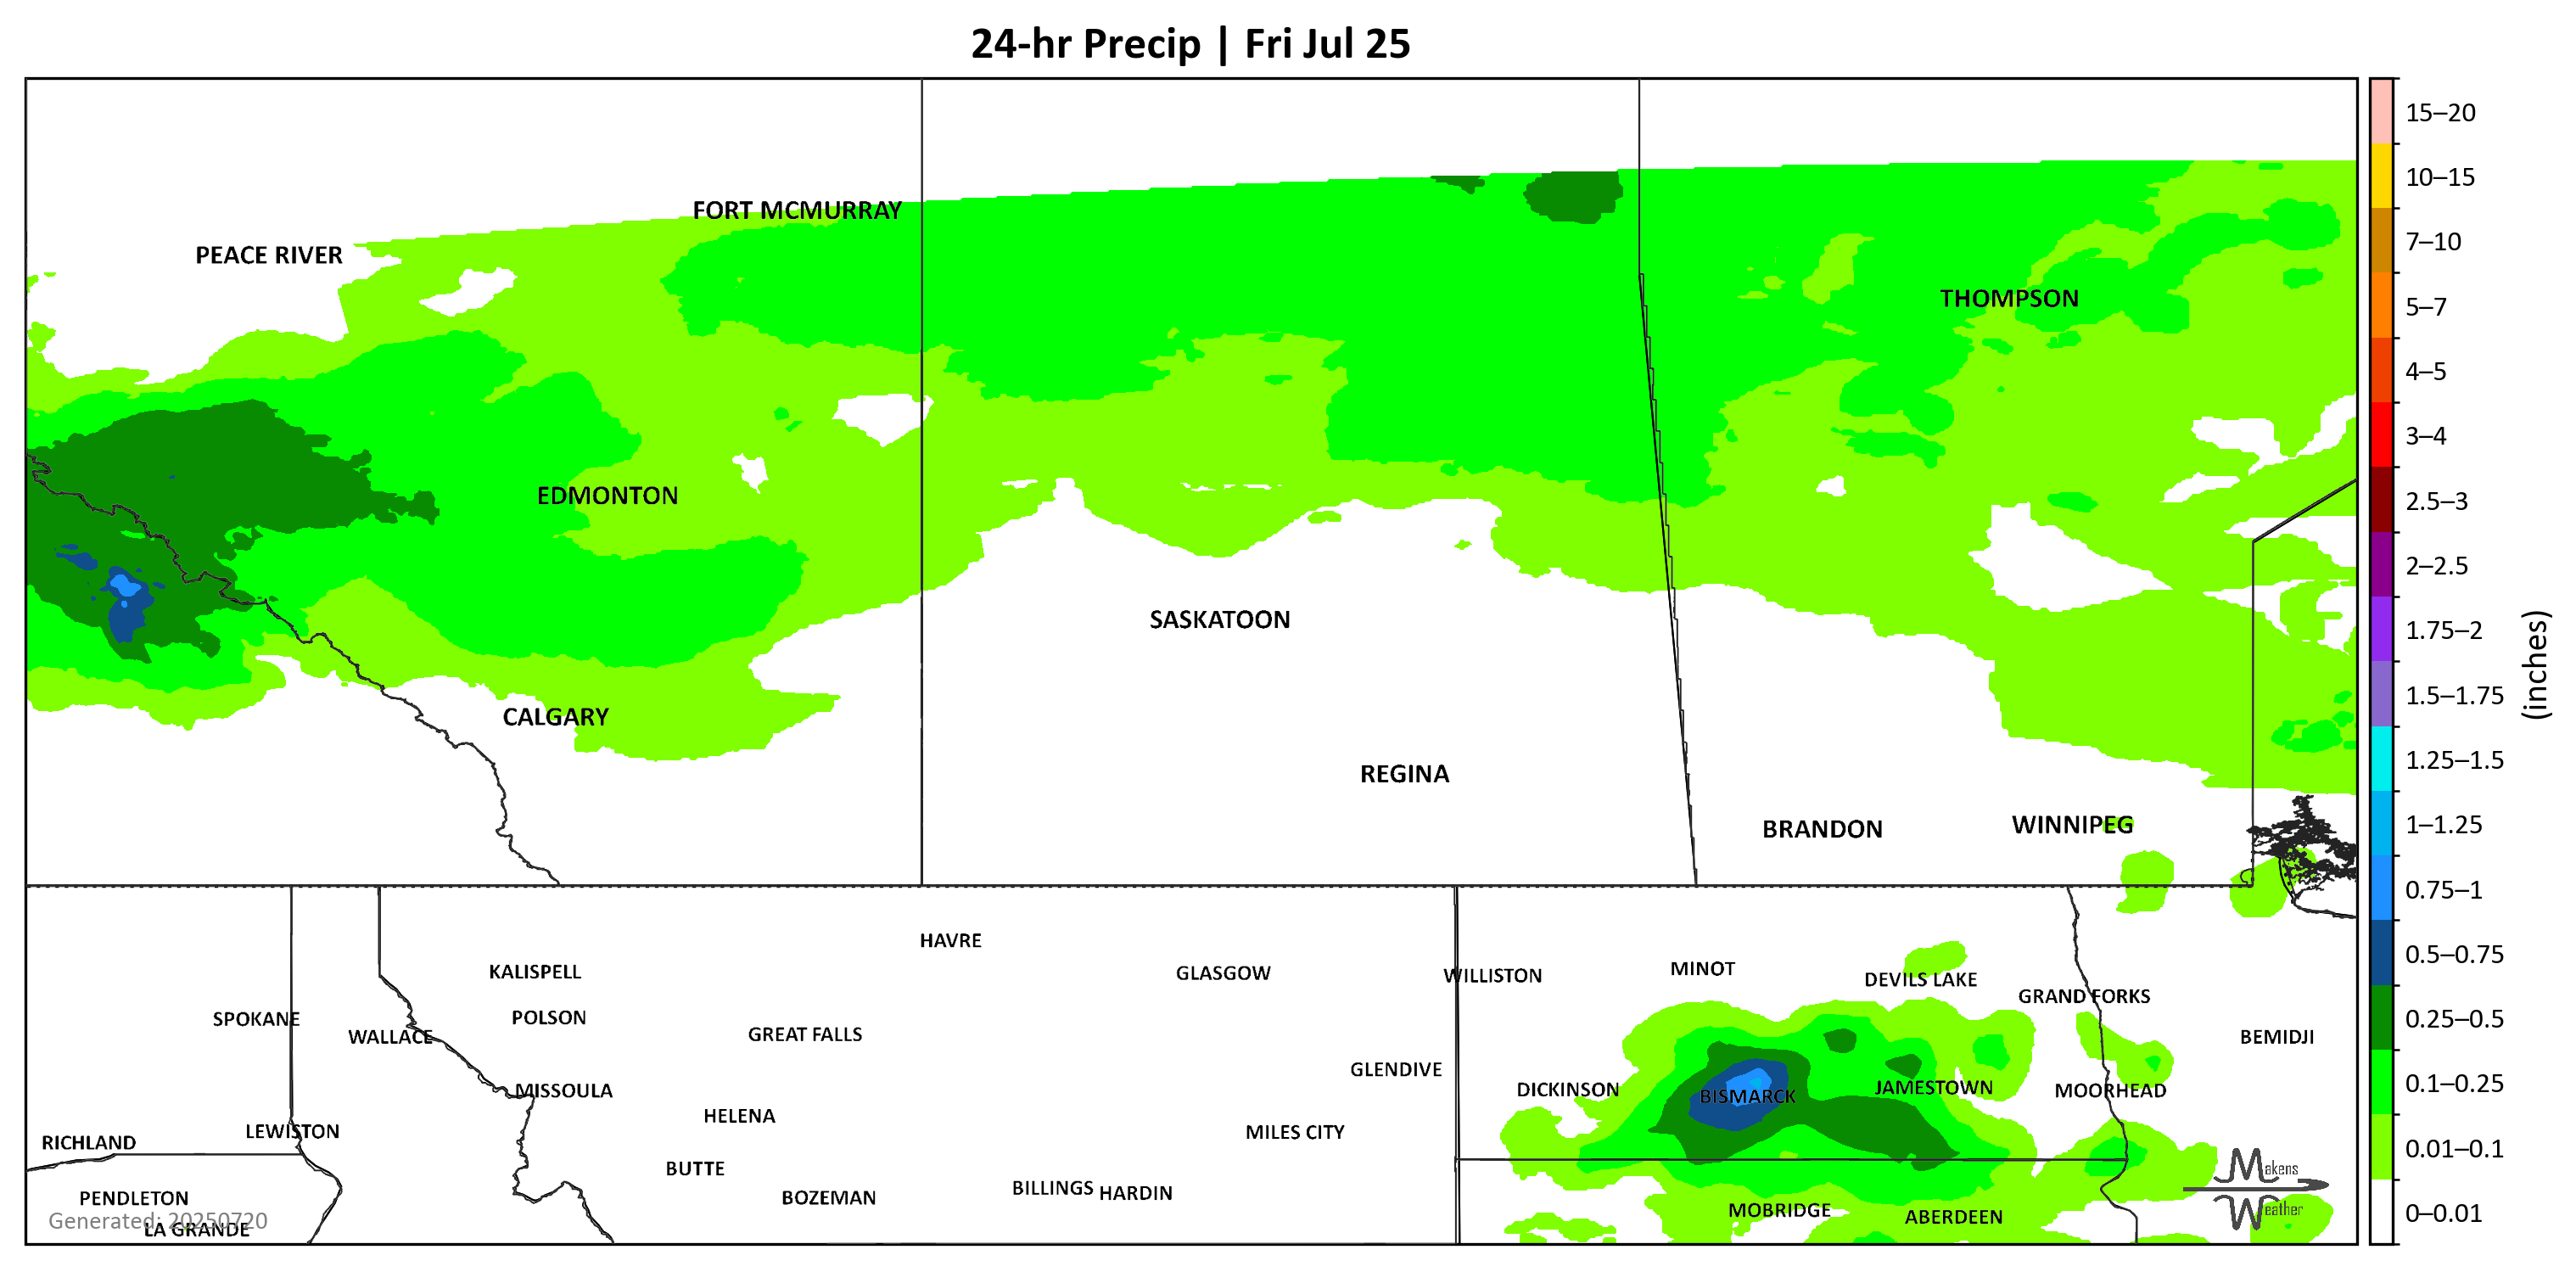 24-hr Precip | Fri Jul 25
FORT MCMURRAY
PEACE RIVER
THOMPSON
EDMONTON
SASKATOON
CALGARY
REGINA
BRANDON
WINNIPEG
HAVRE
KALISPELL
GLASGOW
WILLISTON
MINOT
DEVILS LAKE
GRAND FORKS
SPOKANE
POLSON
WALLACE
GREAT FALLS
BEMIDJI
GLENDIVE
MISSOULA
DICKINSON
BISMARCK
JAMESTOWN
MOORHEAD
HELENA
LEWISTON
MILES CITY
RICHLAND
BUTTE
BILLINGS
HARDIN
PENDLETON
BOZEMAN
MOBRIDGE
ABERDEEN
Generated: 20250720
LA GRANDE
Makens
Weather
15–20
10–15
7–10
5–7
4–5
3–4
2.5–3
2–2.5
1.75–2
1.5–1.75
1.25–1.5
1–1.25
0.75–1
0.5–0.75
0.25–0.5
0.1–0.25
0.01–0.1
0–0.01
(inches)